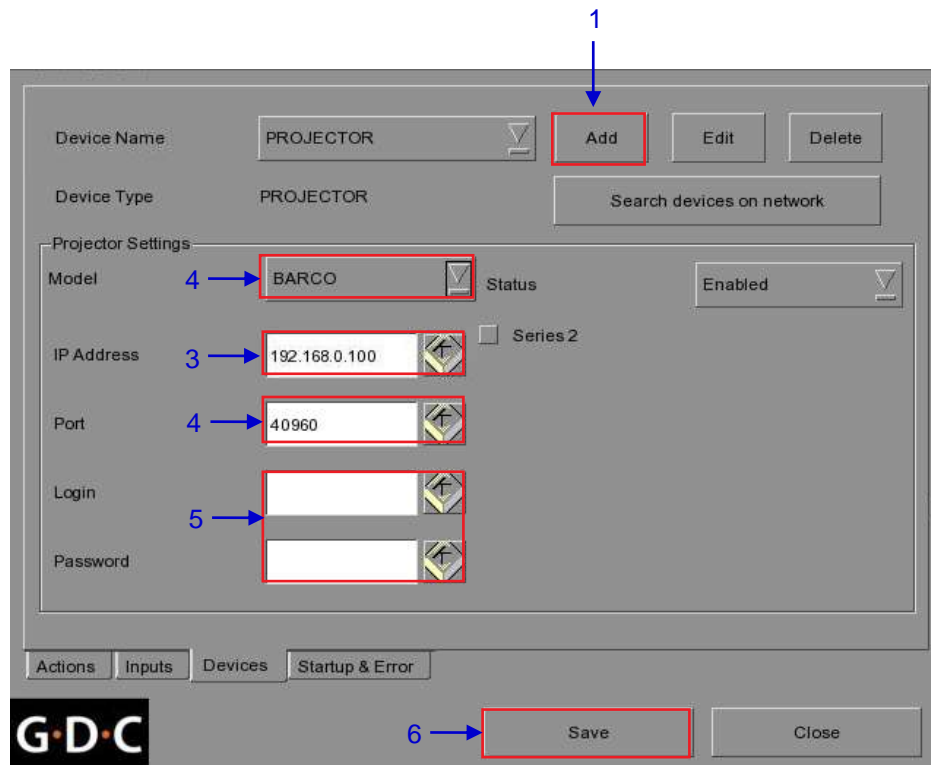 1
Device Name PROJECTOR Add Edit Delete
Device Type PROJECTOR Search devices on network
Projector Settings
Model 4 BARCO Status Enabled
Series 2
IP Address 3 192.168.0.100
Port 4 40960
Login
5
Password
Actions Inputs Devices Startup & Error
G·D·C 6 Save Close